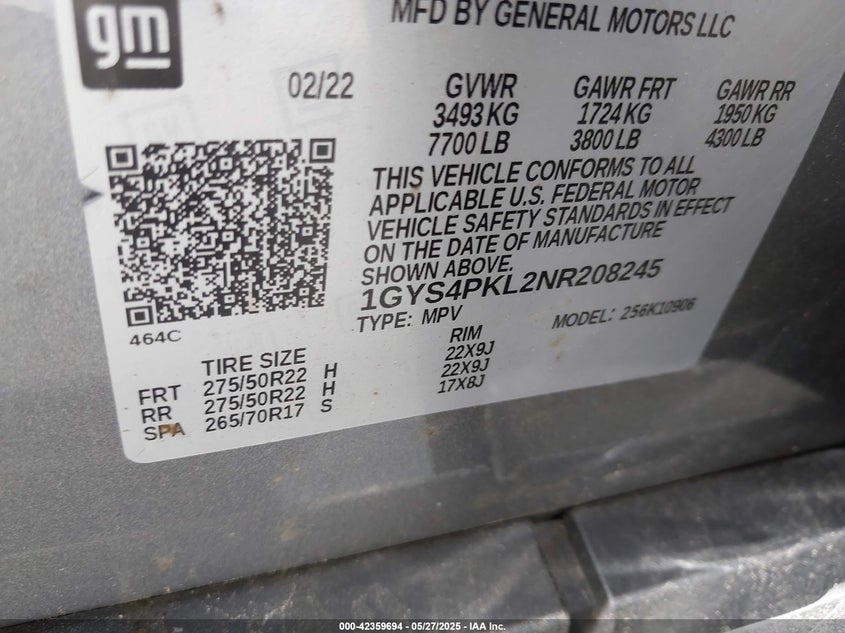 gm
MFD BY GENERAL MOTORS LLC
02/22 GVWR GAWR FRT GAWR RR
3493 KG 1724 KG 1950 KG
7700 LB 3800 LB 4300 LB
THIS VEHICLE CONFORMS TO ALL
APPLICABLE U.S. FEDERAL MOTOR
VEHICLE SAFETY STANDARDS IN EFFECT
ON THE DATE OF MANUFACTURE
SHOWN ABOVE.
1GYS4PKL2NR208245
TYPE: MPV MODEL: 256K10906
464C
TIRE SIZE RIM
FRT 275/50R22 H 22X9J
RR 275/50R22 H 22X9J
SPA 265/70R17 S 17X8J
000-42359694 - 05/27/2025 - IAA Inc.